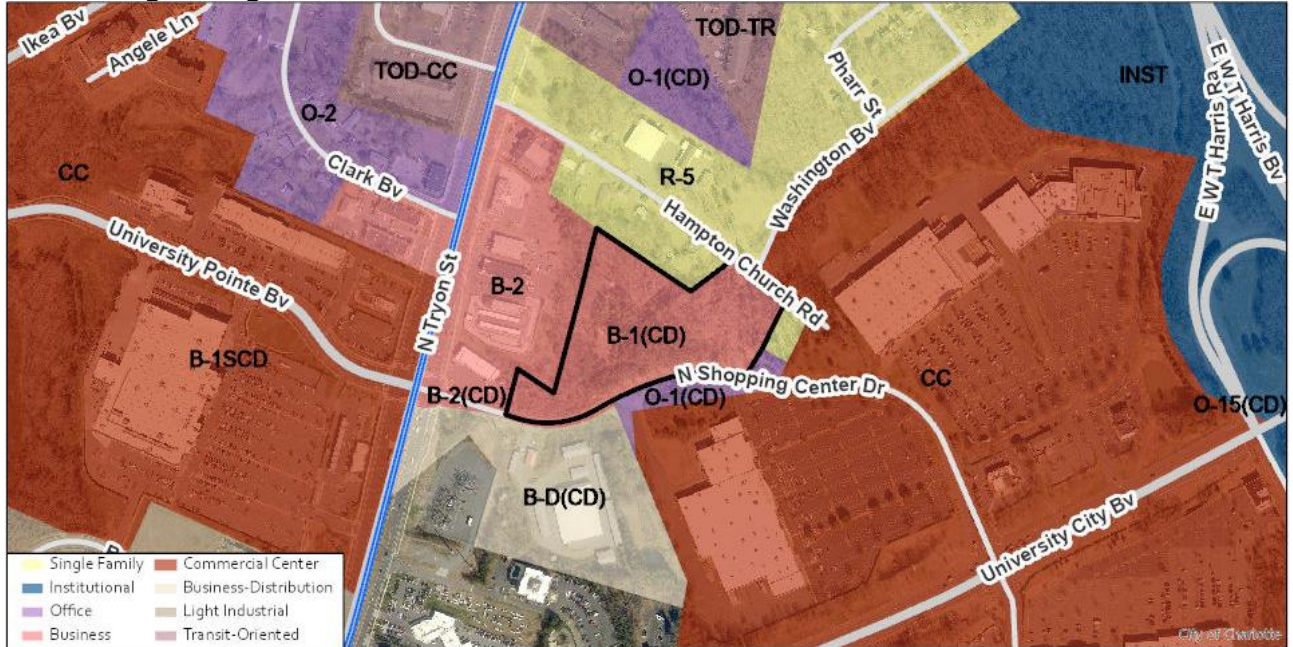 Ikea Bv
Angele Ln
TOD-CC
TOD-TR
O-1(CD)
Pharr St
INST
E W T Harris Ra
E W T Harris Bv
O-2
CC
Clark Bv
R-5
Washington Bv
Hampton Church Rd
University Pointe Bv
N Tryon St
B-2
B-1(CD)
B-1SCD
B-2(CD)
N Shopping Center Dr
O-1(CD)
CC
O-15(CD)
B-D(CD)
University City Bv
Single Family
Commercial Center
Institutional
Business-Distribution
Office
Light Industrial
Business
Transit-Oriented
City of Charlotte